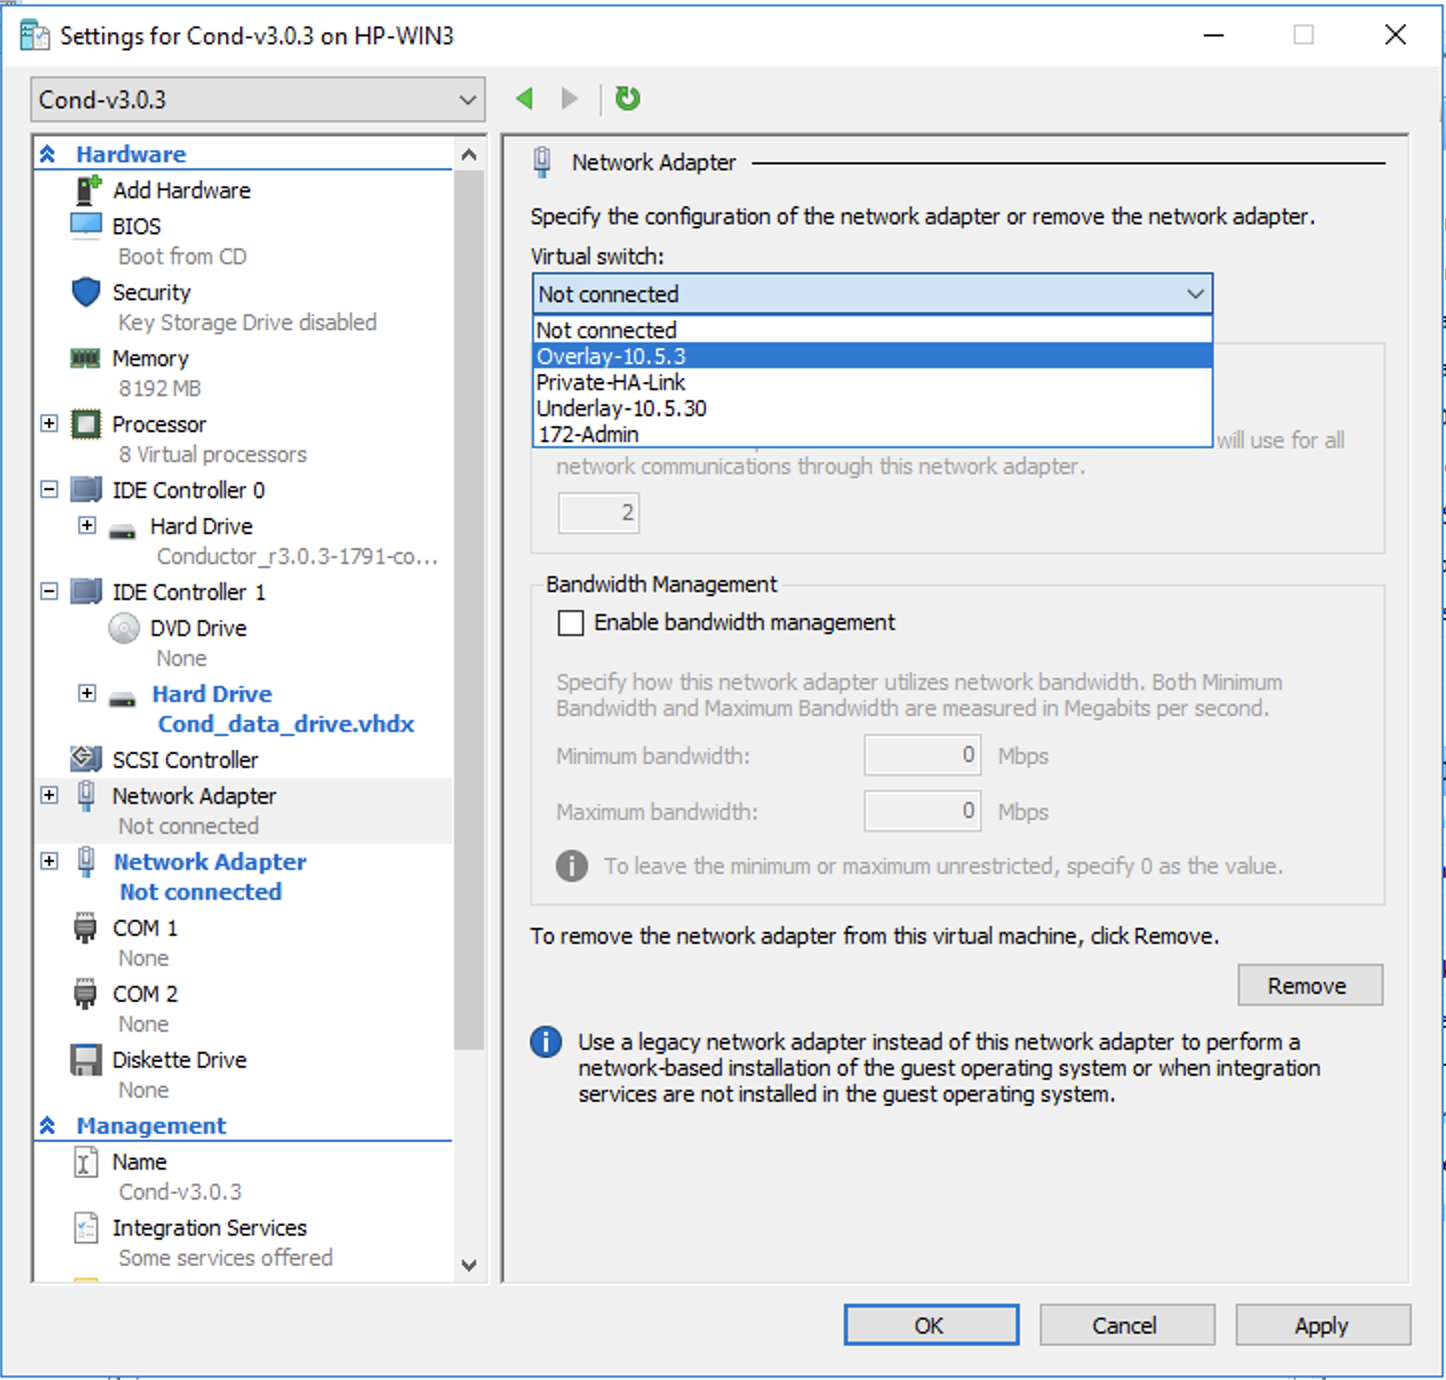 Settings for Cond-v3.0.3 on HP-WIN3
Cond-v3.0.3
Hardware
Add Hardware
BIOS
Boot from CD
Security
Key Storage Drive disabled
Memory
8192 MB
Processor
8 Virtual processors
IDE Controller 0
Hard Drive
Conductor_r3.0.3-1791-co...
IDE Controller 1
DVD Drive
None
Hard Drive
Cond_data_drive.vhdx
SCSI Controller
Network Adapter
Not connected
Network Adapter
Not connected
COM 1
None
COM 2
None
Diskette Drive
None
Management
Name
Cond-v3.0.3
Integration Services
Some services offered
Network Adapter
Specify the configuration of the network adapter or remove the network adapter.
Virtual switch:
Not connected
Not connected
Overlay-10.5.3
Private-HA-Link
Underlay-10.5.30
172-Admin
will use for all
network communications through this network adapter.
2
Bandwidth Management
Enable bandwidth management
Specify how this network adapter utilizes network bandwidth. Both Minimum
Bandwidth and Maximum Bandwidth are measured in Megabits per second.
Minimum bandwidth: 0 Mbps
Maximum bandwidth: 0 Mbps
To leave the minimum or maximum unrestricted, specify 0 as the value.
To remove the network adapter from this virtual machine, click Remove.
Remove
Use a legacy network adapter instead of this network adapter to perform a
network-based installation of the guest operating system or when integration
services are not installed in the guest operating system.
OK
Cancel
Apply